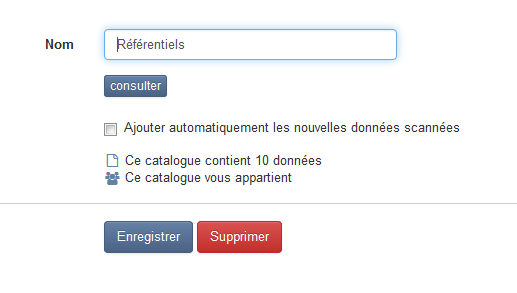 Nom Référentiels
consulter
Ajouter automatiquement les nouvelles données scannées
Ce catalogue contient 10 données
Ce catalogue vous appartient
Enregistrer Supprimer